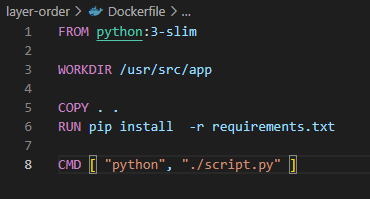 layer-order > Dockerfile > ...
1 FROM python:3-slim
2
3 WORKDIR /usr/src/app
4
5 COPY . .
6 RUN pip install  -r requirements.txt
7
8 CMD [ "python", "./script.py" ]